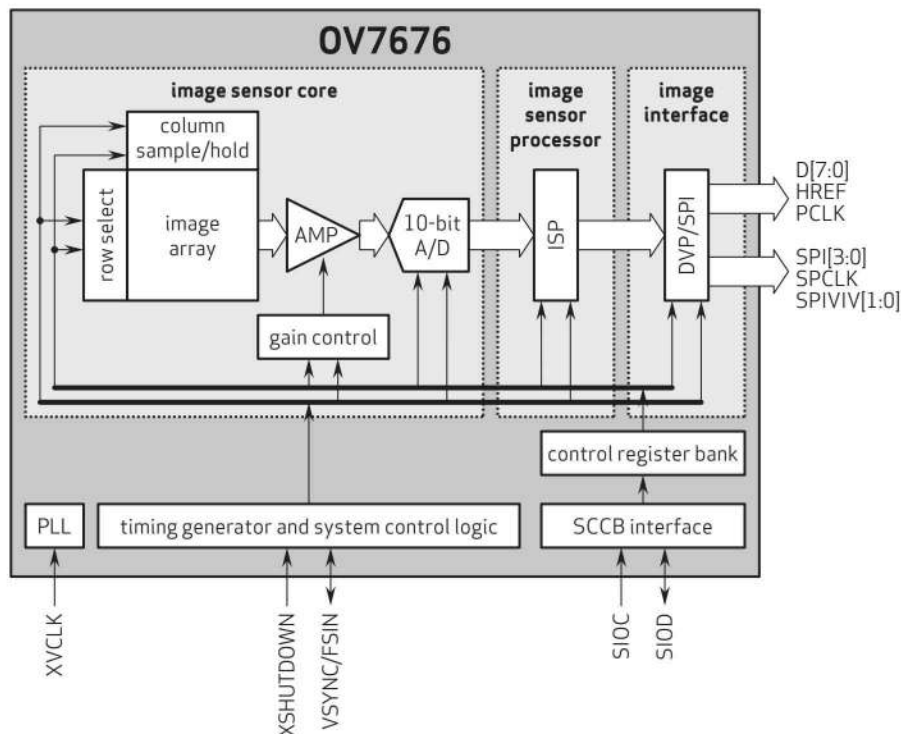 OV7676
image sensor core
image
sensor
processor
image
interface
column
sample/hold
row select
image
array
AMP
10-bit
A/D
ISP
DVP/SPI
D[7:0]
HREF
PCLK
SPI[3:0]
SPCLK
SPIVIV[1:0]
gain control
control register bank
PLL
timing generator and system control logic
SCCB interface
XVCLK
XSHUTDOWN
VSYNC/FSIN
SIOC
SIOD